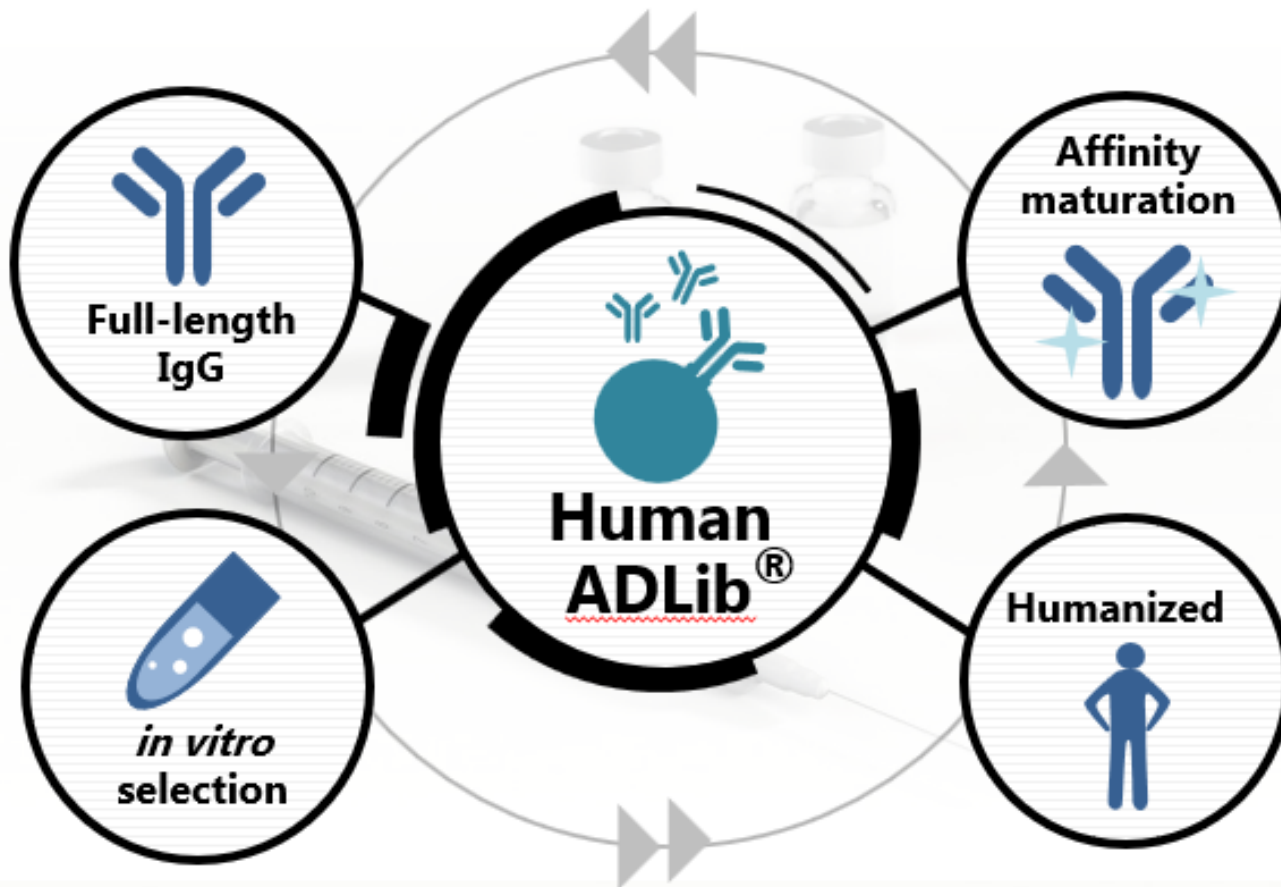 Full-length
IgG
Affinity
maturation
Human
ADLib®
in vitro
selection
Humanized